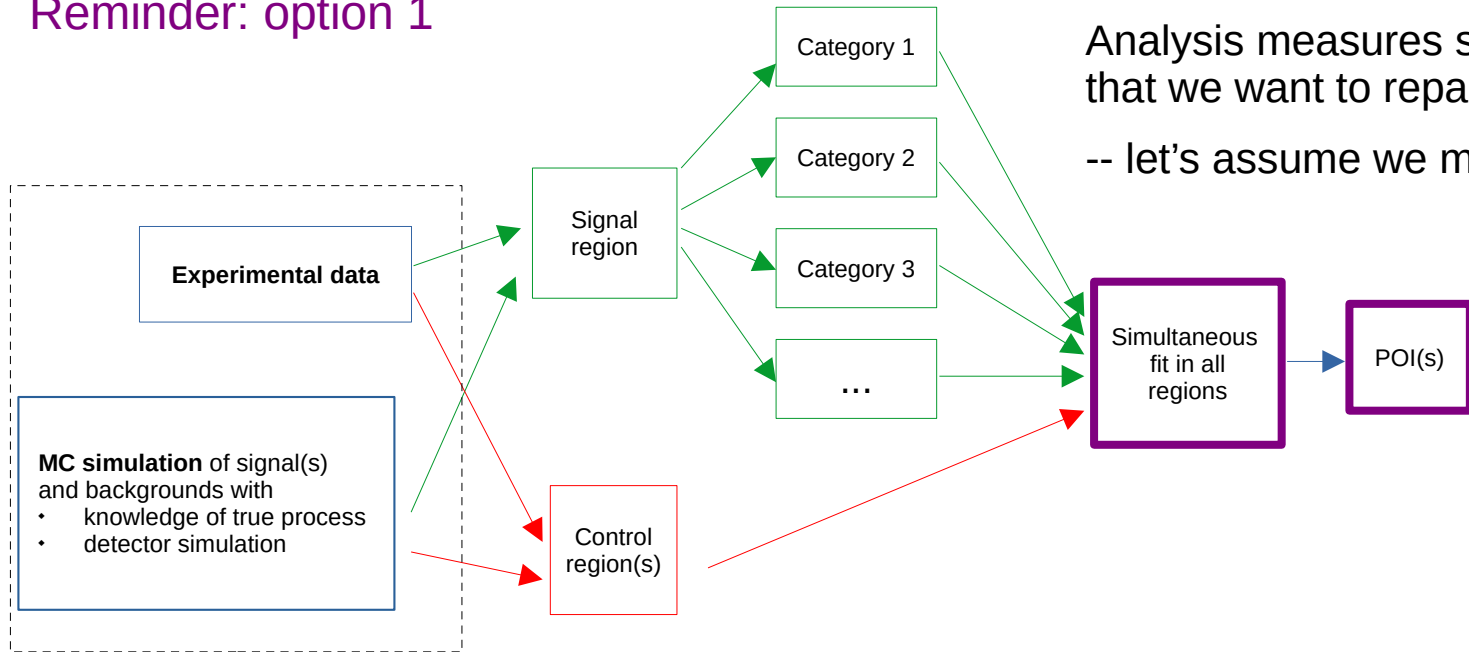 Reminder: option 1
Analysis measures
that we want to
-- let's assume we
Category 1
Category 2
Category 3
...
Signal
region
Experimental data
MC simulation of signal(s)
and backgrounds with
• knowledge of true process
• detector simulation
Control
region(s)
Simultaneous
fit in all
regions
POI(s)